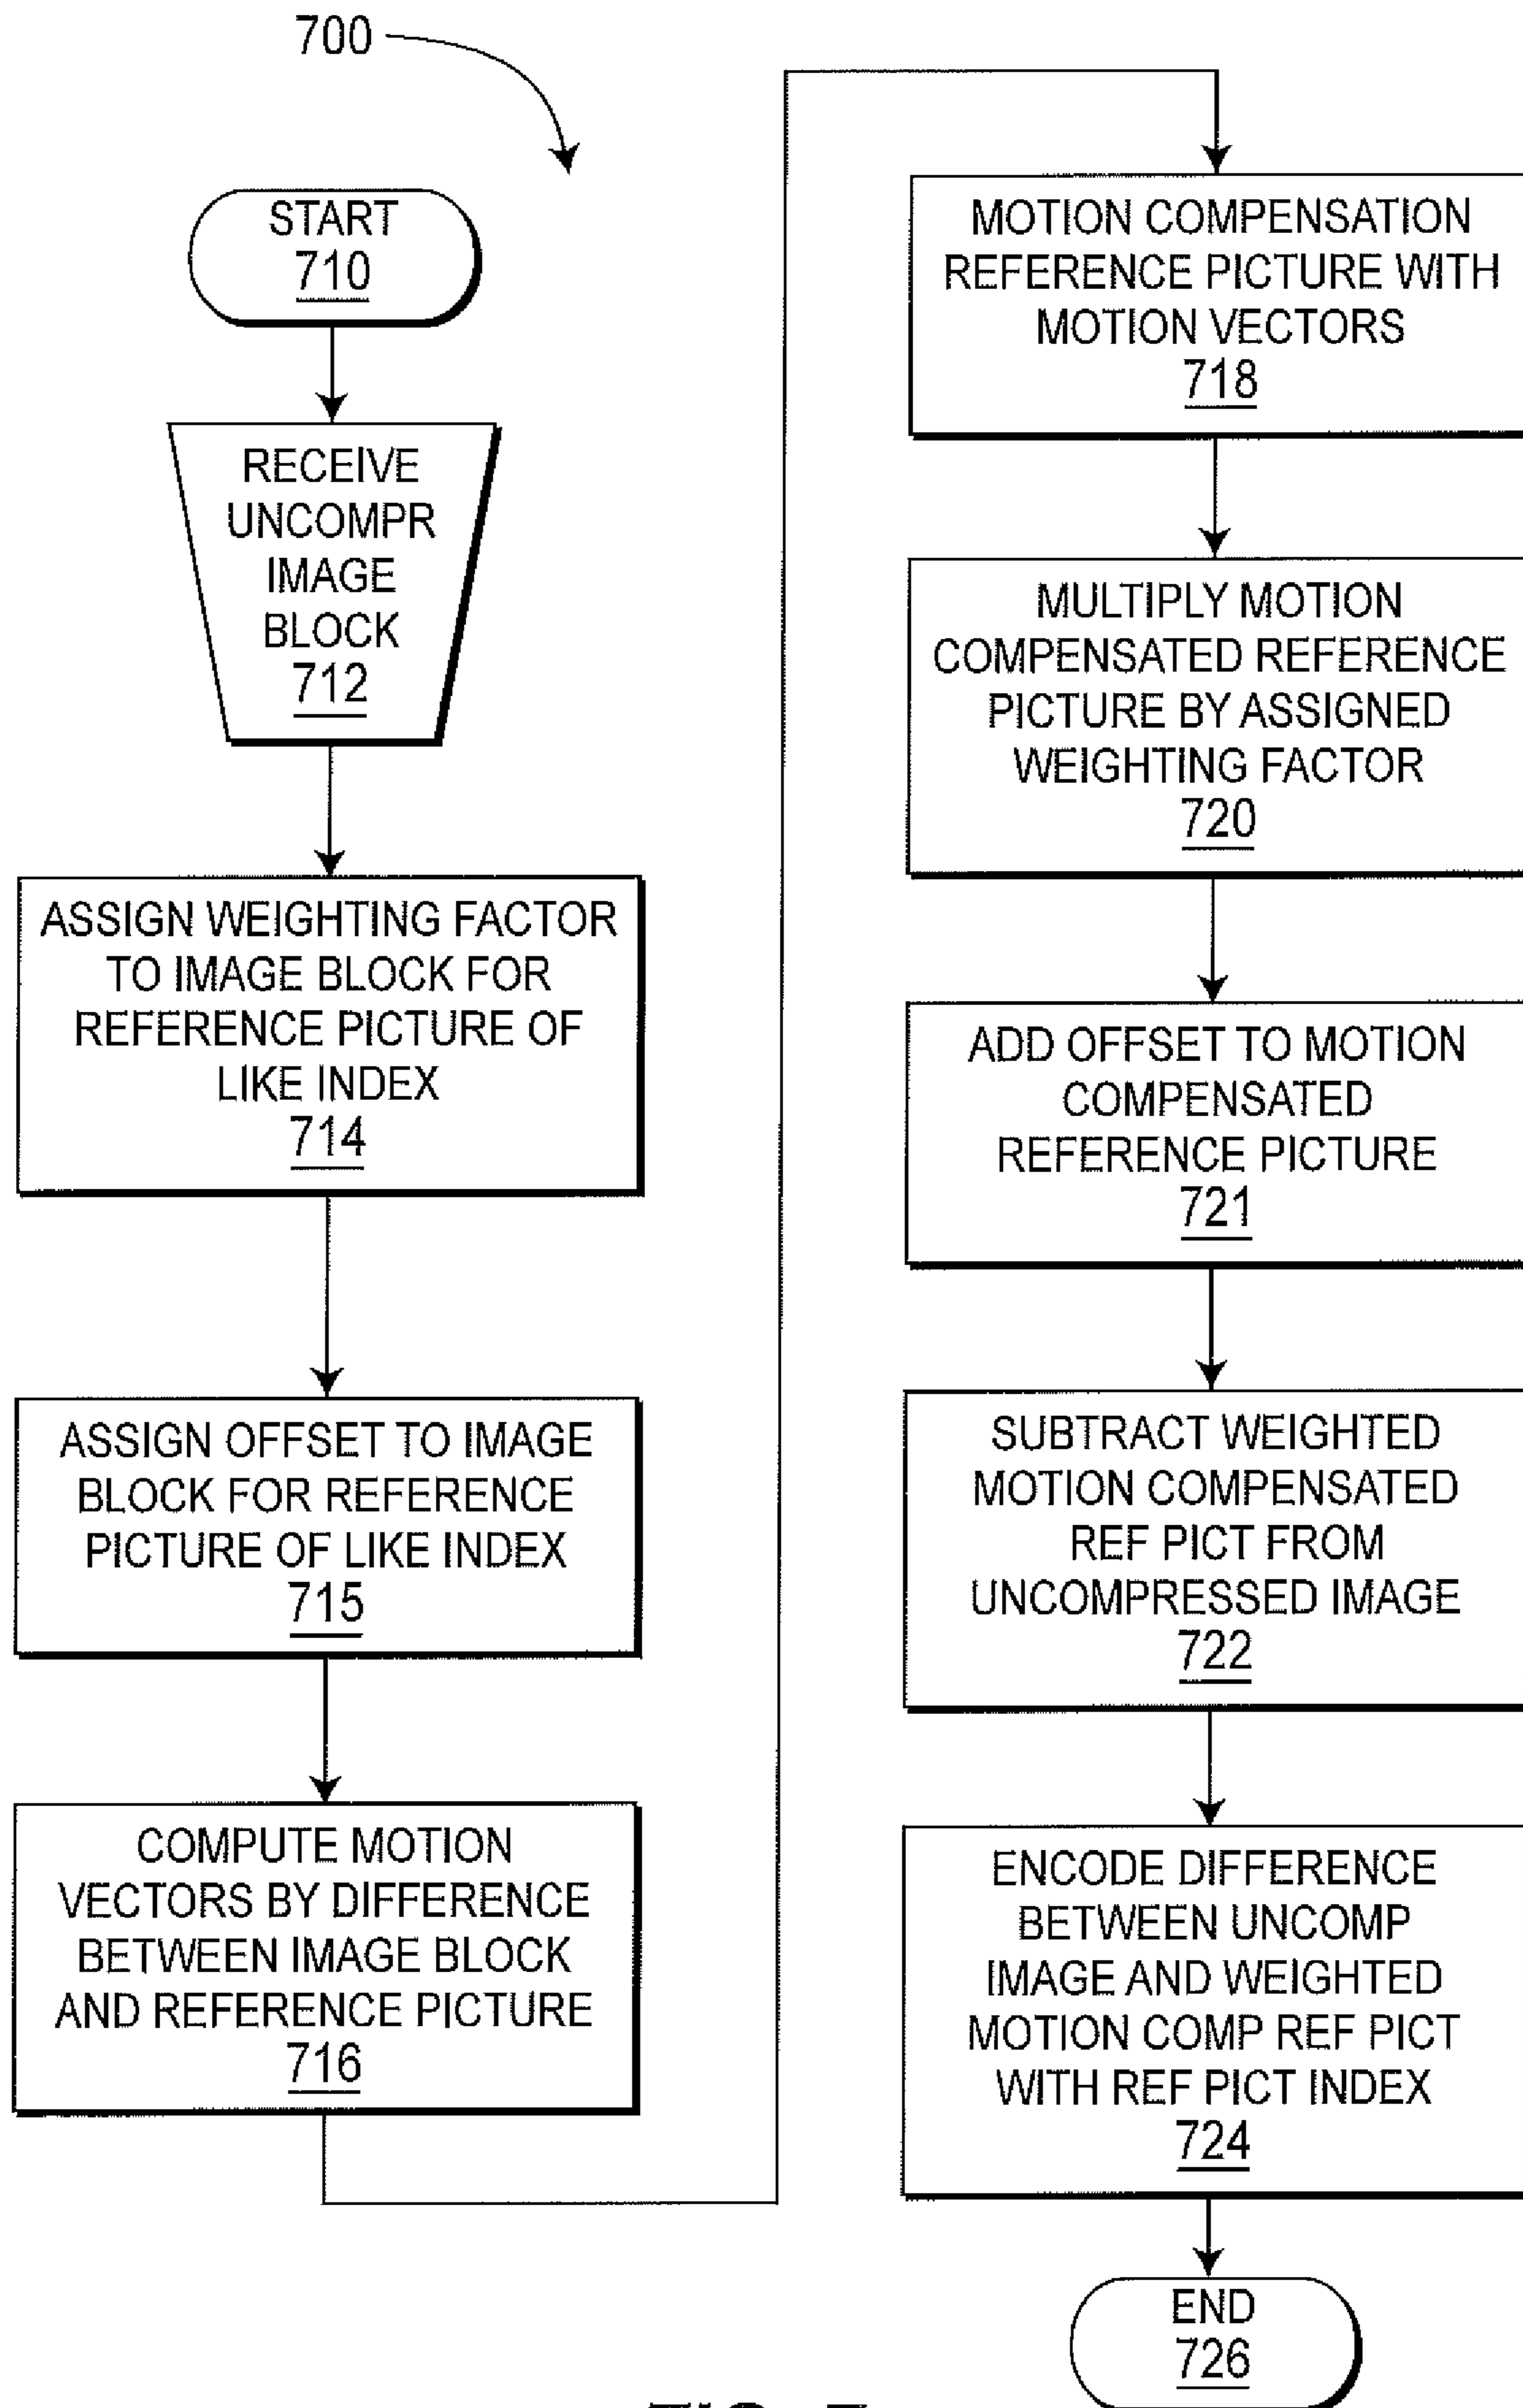 700
START
710
RECEIVE
UNCOMPR
IMAGE
BLOCK
712
ASSIGN WEIGHTING FACTOR
TO IMAGE BLOCK FOR
REFERENCE PICTURE OF
LIKE INDEX
714
ASSIGN OFFSET TO IMAGE
BLOCK FOR REFERENCE
PICTURE OF LIKE INDEX
715
COMPUTE MOTION
VECTORS BY DIFFERENCE
BETWEEN IMAGE BLOCK
AND REFERENCE PICTURE
716
MOTION COMPENSATION
REFERENCE PICTURE WITH
MOTION VECTORS
718
MULTIPLY MOTION
COMPENSATED REFERENCE
PICTURE BY ASSIGNED
WEIGHTING FACTOR
720
ADD OFFSET TO MOTION
COMPENSATED
REFERENCE PICTURE
721
SUBTRACT WEIGHTED
MOTION COMPENSATED
REF PICT FROM
UNCOMPRESSED IMAGE
722
ENCODE DIFFERENCE
BETWEEN UNCOMP
IMAGE AND WEIGHTED
MOTION COMP REF PICT
WITH REF PICT INDEX
724
END
726